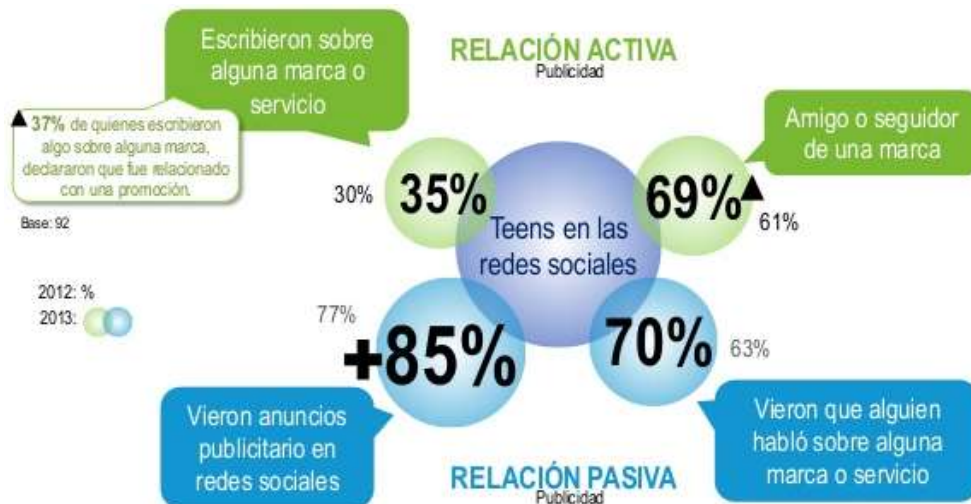 Escribieron sobre
alguna marca o
servicio
RELACIÓN ACTIVA
Publicidad
▲ 37% de quienes escribieron
algo sobre alguna marca,
declararon que fue relacionado
con una promoción.
Base: 92
Amigo o seguidor
de una marca
30%
35%
69%▲
61%
Teens en las
redes sociales
2012: %
2013:
77%
+85%
70%
63%
Vieron anuncios
publicitario en
redes sociales
Vieron que alguien
habló sobre alguna
marca o servicio
RELACIÓN PASIVA
Publicidad